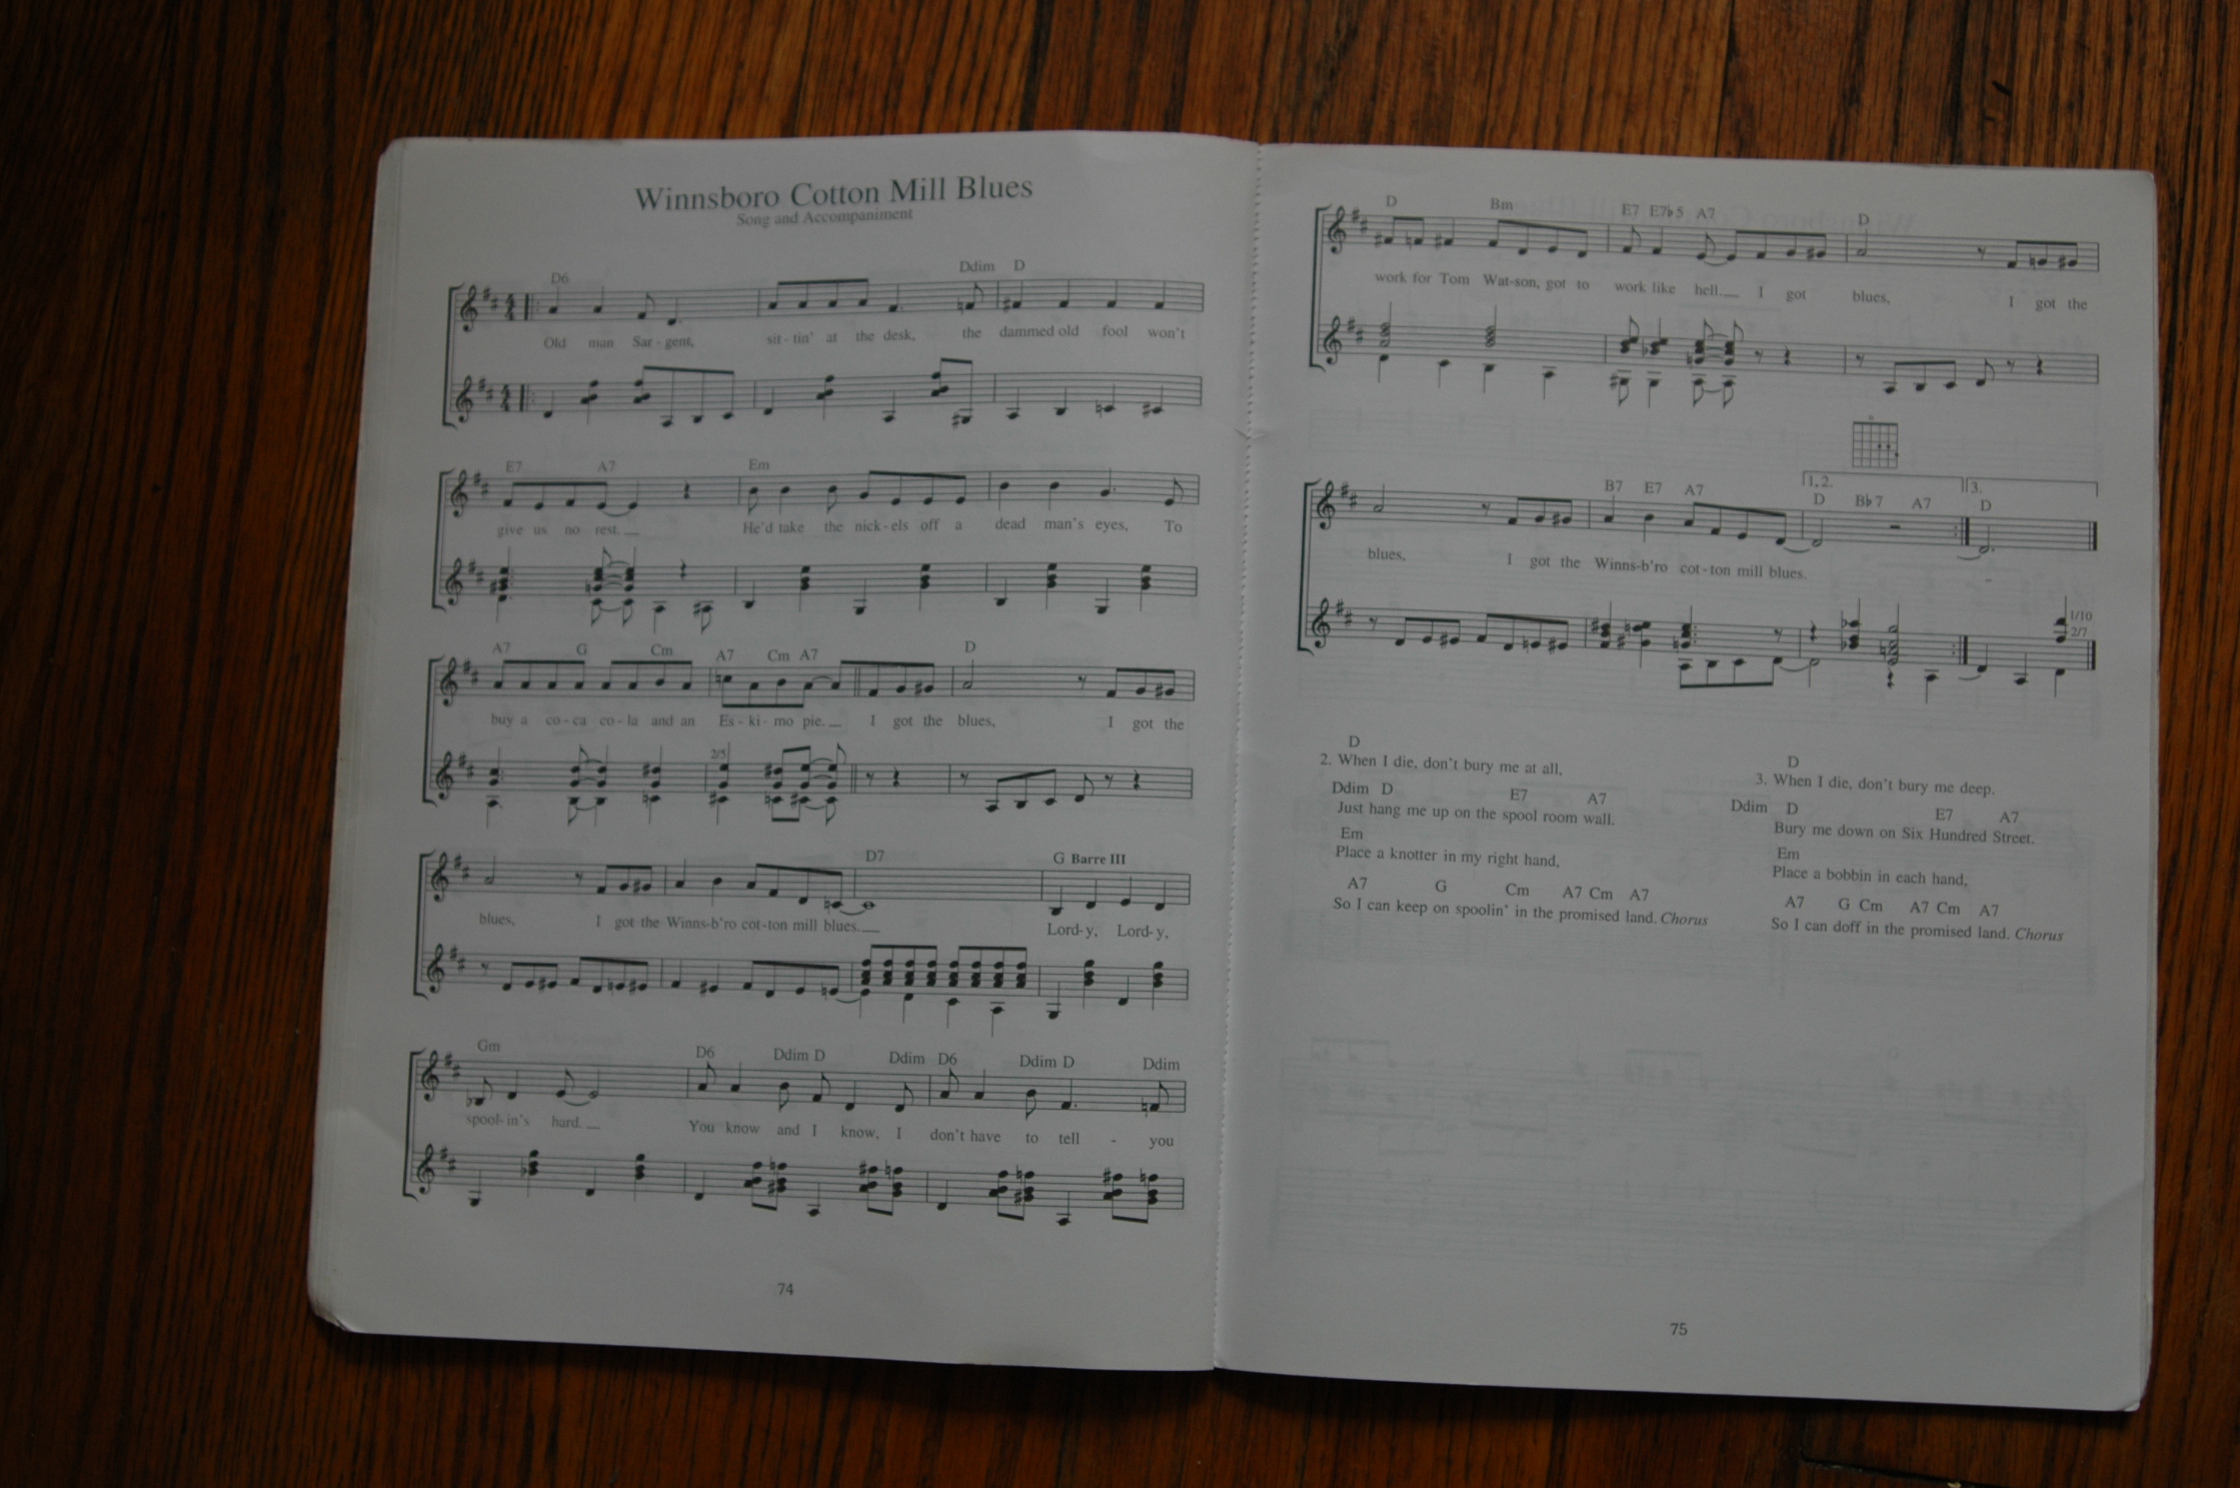 Winnsboro Cotton Mill Blues
Song and Accompaniment
D6 Ddim D
Old man Sar - gent, sit - tin' at the desk, the dammed old fool won't
E7 A7 Em
give us no rest. He'd take the nick - els off a dead man's eyes, To
A7 G Cm A7 Cm A7 D
buy a co - ca co - la and an Es - ki - mo pie. I got the blues, I got the
2/5
D7 G Barre III
blues, I got the Winns-b'ro cot - ton mill blues. Lord-y, Lord-y,
Gm D6 Ddim D Ddim D6 Ddim D Ddim
spool-in's hard. You know and I know, I don't have to tell - you
74
D Bm E7 E7♭5 A7 D
work for Tom Wat-son, got to work like hell. I got blues, I got the
B7 E7 A7 1, 2. D B♭7 A7 3. D
blues, I got the Winns-b'ro cot - ton mill blues.
1/10
2/7
D
2. When I die, don't bury me at all,
Ddim D E7 A7
Just hang me up on the spool room wall.
Em
Place a knotter in my right hand,
A7 G Cm A7 Cm A7
So I can keep on spoolin' in the promised land. Chorus
D
3. When I die, don't bury me deep.
Ddim D E7 A7
Bury me down on Six Hundred Street.
Em
Place a bobbin in each hand,
A7 G Cm A7 Cm A7
So I can doff in the promised land. Chorus
75